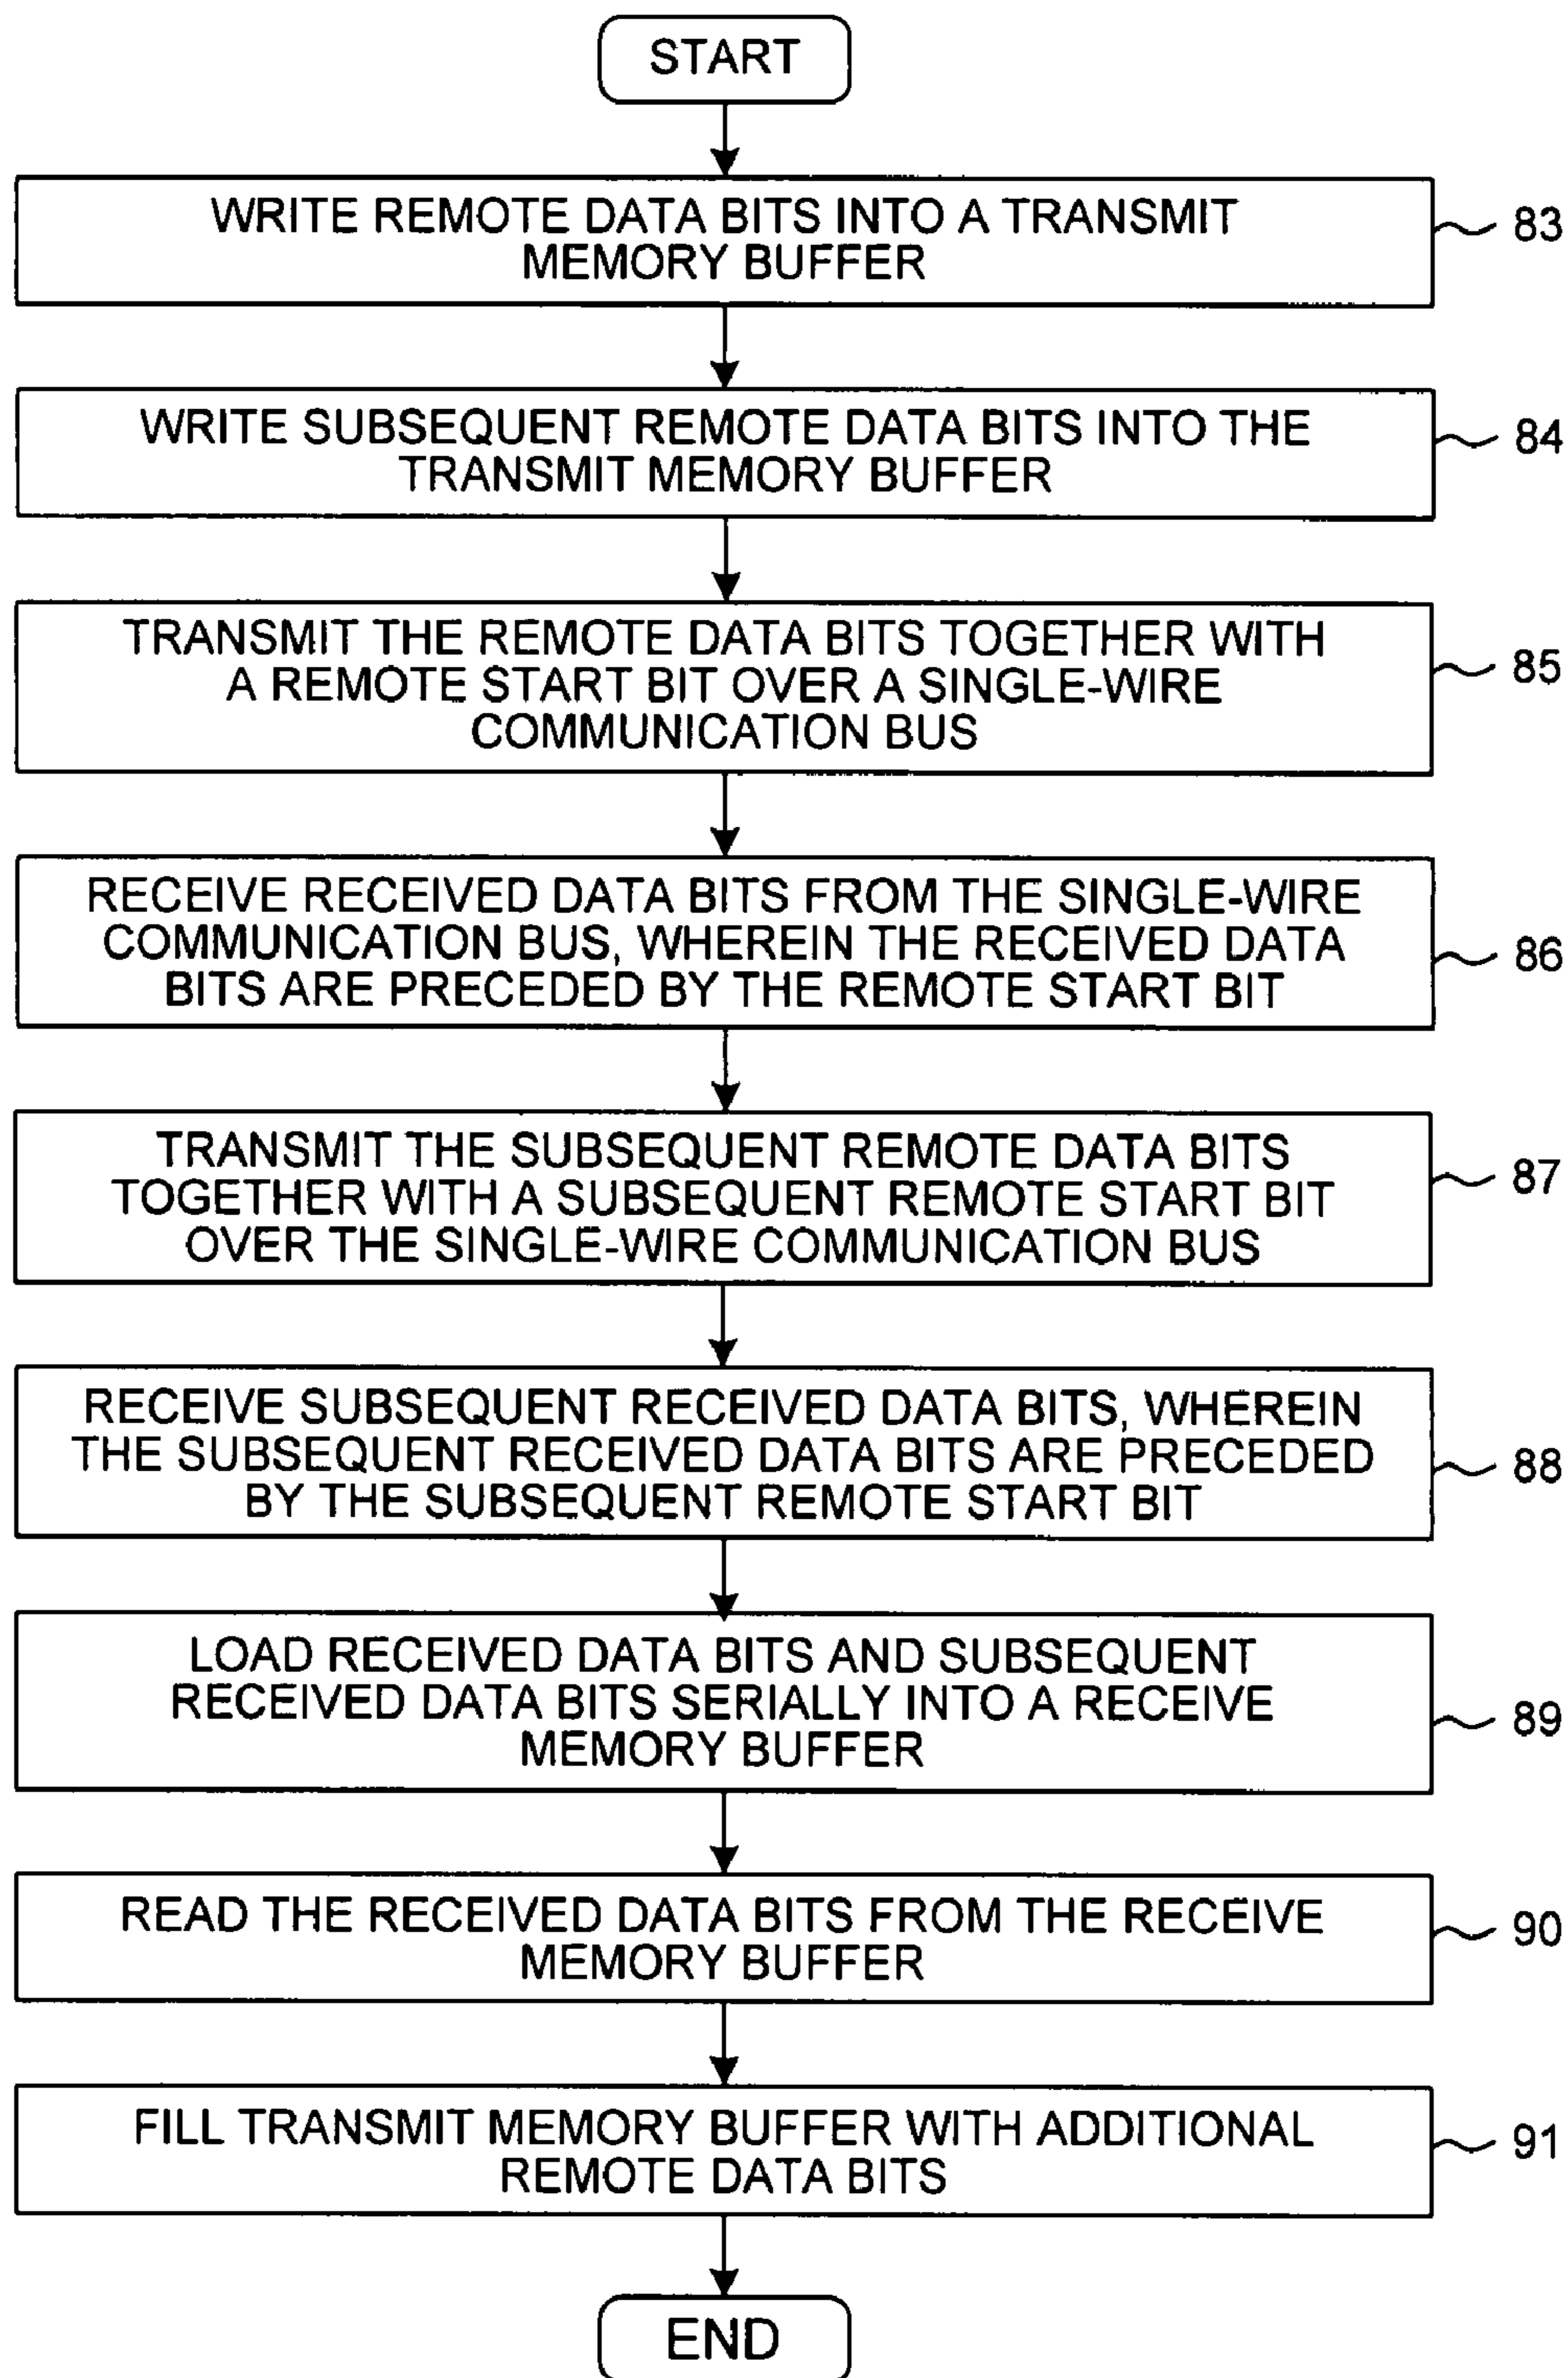 START
WRITE REMOTE DATA BITS INTO A TRANSMIT
MEMORY BUFFER
83
WRITE SUBSEQUENT REMOTE DATA BITS INTO THE
TRANSMIT MEMORY BUFFER
84
TRANSMIT THE REMOTE DATA BITS TOGETHER WITH
A REMOTE START BIT OVER A SINGLE-WIRE
COMMUNICATION BUS
85
RECEIVE RECEIVED DATA BITS FROM THE SINGLE-WIRE
COMMUNICATION BUS, WHEREIN THE RECEIVED DATA
BITS ARE PRECEDED BY THE REMOTE START BIT
86
TRANSMIT THE SUBSEQUENT REMOTE DATA BITS
TOGETHER WITH A SUBSEQUENT REMOTE START BIT
OVER THE SINGLE-WIRE COMMUNICATION BUS
87
RECEIVE SUBSEQUENT RECEIVED DATA BITS, WHEREIN
THE SUBSEQUENT RECEIVED DATA BITS ARE PRECEDED
BY THE SUBSEQUENT REMOTE START BIT
88
LOAD RECEIVED DATA BITS AND SUBSEQUENT
RECEIVED DATA BITS SERIALLY INTO A RECEIVE
MEMORY BUFFER
89
READ THE RECEIVED DATA BITS FROM THE RECEIVE
MEMORY BUFFER
90
FILL TRANSMIT MEMORY BUFFER WITH ADDITIONAL
REMOTE DATA BITS
91
END